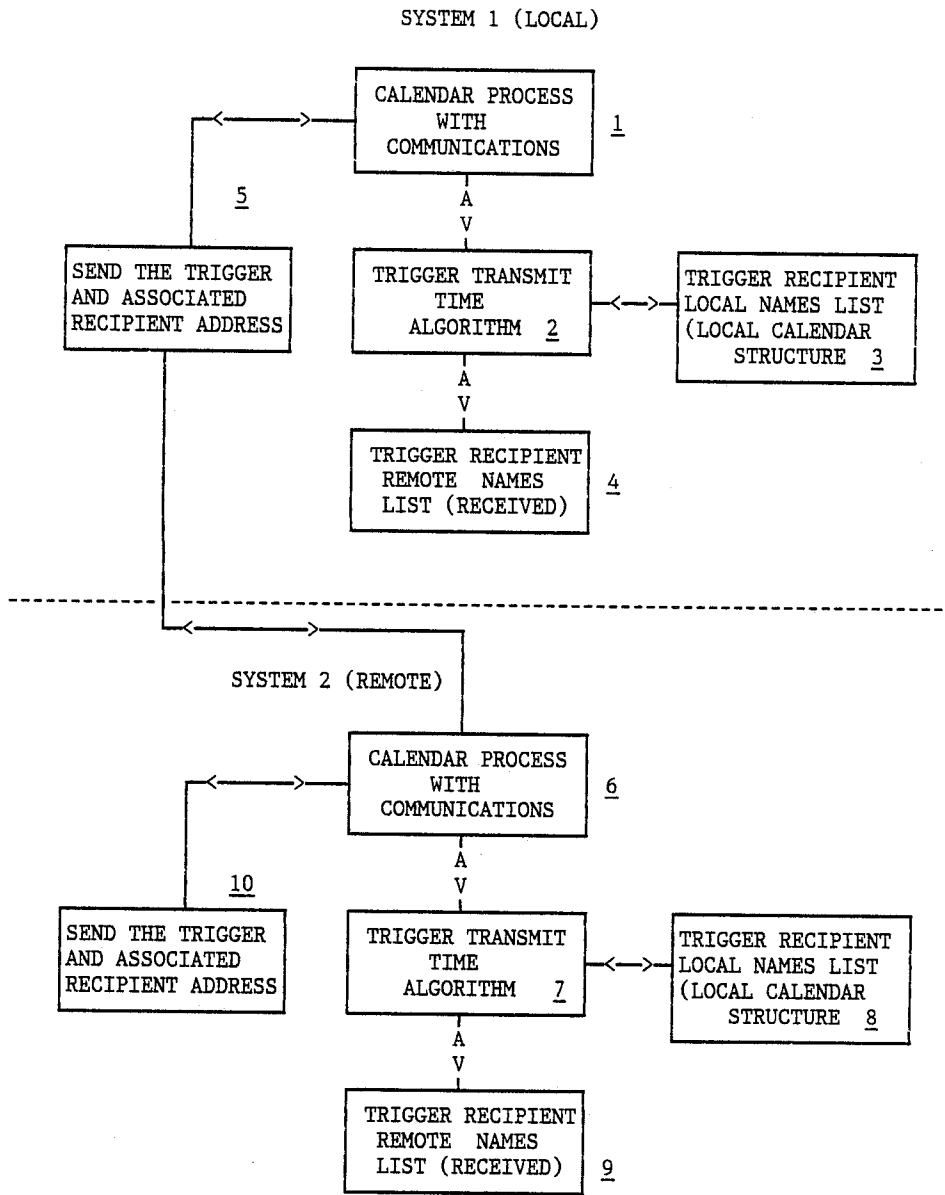 SYSTEM 1 (LOCAL)
CALENDAR PROCESS
WITH
COMMUNICATIONS
1
<
>
A
V
5
SEND THE TRIGGER
AND ASSOCIATED
RECIPIENT ADDRESS
TRIGGER TRANSMIT
TIME
ALGORITHM 2
< >
TRIGGER RECIPIENT
LOCAL NAMES LIST
(LOCAL CALENDAR
STRUCTURE 3
A
V
TRIGGER RECIPIENT
REMOTE NAMES
LIST (RECEIVED)
4
< >
SYSTEM 2 (REMOTE)
CALENDAR PROCESS
WITH
COMMUNICATIONS
6
< >
A
V
10
SEND THE TRIGGER
AND ASSOCIATED
RECIPIENT ADDRESS
TRIGGER TRANSMIT
TIME
ALGORITHM 7
< >
TRIGGER RECIPIENT
LOCAL NAMES LIST
(LOCAL CALENDAR
STRUCTURE 8
A
V
TRIGGER RECIPIENT
REMOTE NAMES
LIST (RECEIVED)
9